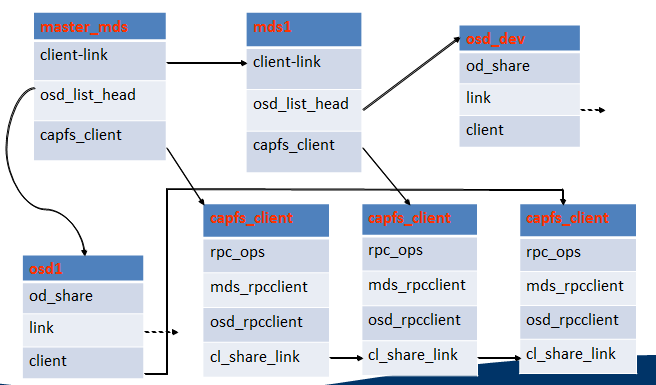 master_mds
client-link
osd_list_head
capfs_client
mds1
client-link
osd_list_head
capfs_client
osd_dev
od_share
link
client
osd1
od_share
link
client
capfs_client
rpc_ops
mds_rpcclient
osd_rpcclient
cl_share_link
capfs_client
rpc_ops
mds_rpcclient
osd_rpcclient
cl_share_link
capfs_client
rpc_ops
mds_rpcclient
osd_rpcclient
cl_share_link